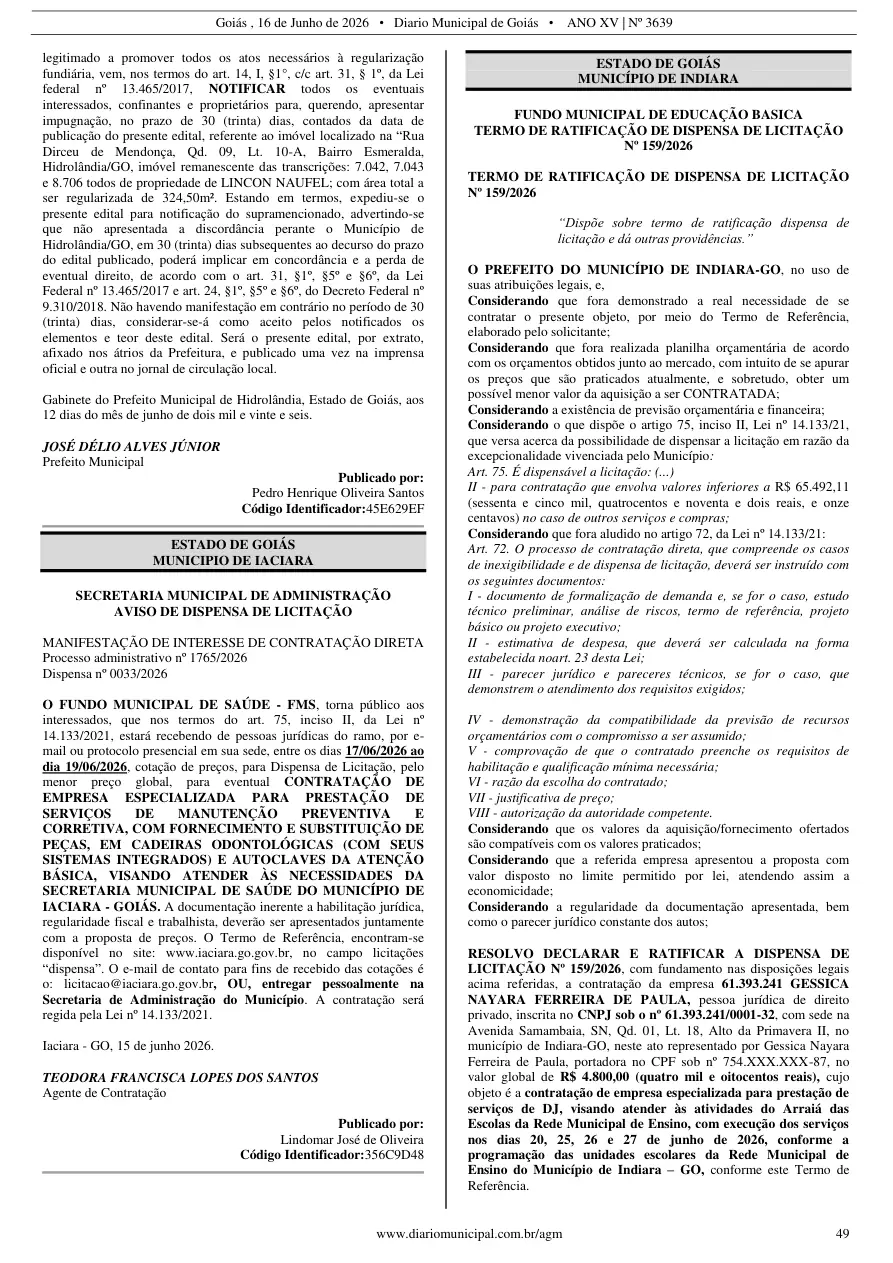 Goiás , 16 de Junho de 2026 • Diario Municipal de Goiás • ANO XV | Nº 3639
legitimado a promover todos os atos necessários à regularização
fundiária, vem, nos termos do art. 14, I, §1°, c/c art. 31, § 1º, da Lei
federal nº 13.465/2017, NOTIFICAR todos os eventuais
interessados, confinantes e proprietários para, querendo, apresentar
impugnação, no prazo de 30 (trinta) dias, contados da data de
publicação do presente edital, referente ao imóvel localizado na “Rua
Dirceu de Mendonça, Qd. 09, Lt. 10-A, Bairro Esmeralda,
Hidrolândia/GO, imóvel remanescente das transcrições: 7.042, 7.043
e 8.706 todos de propriedade de LINCON NAUFEL; com área total a
ser regularizada de 324,50m². Estando em termos, expediu-se o
presente edital para notificação do supramencionado, advertindo-se
que não apresentada a discordância perante o Município de
Hidrolândia/GO, em 30 (trinta) dias subsequentes ao decurso do prazo
do edital publicado, poderá implicar em concordância e a perda de
eventual direito, de acordo com o art. 31, §1º, §5º e §6º, da Lei
Federal nº 13.465/2017 e art. 24, §1º, §5º e §6º, do Decreto Federal nº
9.310/2018. Não havendo manifestação em contrário no período de 30
(trinta) dias, considerar-se-á como aceito pelos notificados os
elementos e teor deste edital. Será o presente edital, por extrato,
afixado nos átrios da Prefeitura, e publicado uma vez na imprensa
oficial e outra no jornal de circulação local.
Gabinete do Prefeito Municipal de Hidrolândia, Estado de Goiás, aos
12 dias do mês de junho de dois mil e vinte e seis.
JOSÉ DÉLIO ALVES JÚNIOR
Prefeito Municipal
Publicado por:
Pedro Henrique Oliveira Santos
Código Identificador:45E629EF
ESTADO DE GOIÁS
MUNICIPIO DE IACIARA
SECRETARIA MUNICIPAL DE ADMINISTRAÇÃO
AVISO DE DISPENSA DE LICITAÇÃO
MANIFESTAÇÃO DE INTERESSE DE CONTRATAÇÃO DIRETA
Processo administrativo nº 1765/2026
Dispensa nº 0033/2026
O FUNDO MUNICIPAL DE SAÚDE - FMS, torna público aos
interessados, que nos termos do art. 75, inciso II, da Lei nº
14.133/2021, estará recebendo de pessoas jurídicas do ramo, por e-
mail ou protocolo presencial em sua sede, entre os dias 17/06/2026 ao
dia 19/06/2026, cotação de preços, para Dispensa de Licitação, pelo
menor preço global, para eventual CONTRATAÇÃO DE
EMPRESA ESPECIALIZADA PARA PRESTAÇÃO DE
SERVIÇOS DE MANUTENÇÃO PREVENTIVA E
CORRETIVA, COM FORNECIMENTO E SUBSTITUIÇÃO DE
PEÇAS, EM CADEIRAS ODONTOLÓGICAS (COM SEUS
SISTEMAS INTEGRADOS) E AUTOCLAVES DA ATENÇÃO
BÁSICA, VISANDO ATENDER ÀS NECESSIDADES DA
SECRETARIA MUNICIPAL DE SAÚDE DO MUNICÍPIO DE
IACIARA - GOIÁS. A documentação inerente a habilitação jurídica,
regularidade fiscal e trabalhista, deverão ser apresentados juntamente
com a proposta de preços. O Termo de Referência, encontram-se
disponível no site: www.iaciara.go.gov.br, no campo licitações
“dispensa”. O e-mail de contato para fins de recebido das cotações é
o: licitacao@iaciara.go.gov.br, OU, entregar pessoalmente na
Secretaria de Administração do Município. A contratação será
regida pela Lei nº 14.133/2021.
Iaciara - GO, 15 de junho 2026.
TEODORA FRANCISCA LOPES DOS SANTOS
Agente de Contratação
Publicado por:
Lindomar José de Oliveira
Código Identificador:356C9D48
ESTADO DE GOIÁS
MUNICÍPIO DE INDIARA
FUNDO MUNICIPAL DE EDUCAÇÃO BASICA
TERMO DE RATIFICAÇÃO DE DISPENSA DE LICITAÇÃO
Nº 159/2026
TERMO DE RATIFICAÇÃO DE DISPENSA DE LICITAÇÃO
Nº 159/2026
“Dispõe sobre termo de ratificação dispensa de
licitação e dá outras providências.”
O PREFEITO DO MUNICÍPIO DE INDIARA-GO, no uso de
suas atribuições legais, e,
Considerando que fora demonstrado a real necessidade de se
contratar o presente objeto, por meio do Termo de Referência,
elaborado pelo solicitante;
Considerando que fora realizada planilha orçamentária de acordo
com os orçamentos obtidos junto ao mercado, com intuito de se apurar
os preços que são praticados atualmente, e sobretudo, obter um
possível menor valor da aquisição a ser CONTRATADA;
Considerando a existência de previsão orçamentária e financeira;
Considerando o que dispõe o artigo 75, inciso II, Lei nº 14.133/21,
que versa acerca da possibilidade de dispensar a licitação em razão da
excepcionalidade vivenciada pelo Município:
Art. 75. É dispensável a licitação: (...)
II - para contratação que envolva valores inferiores a R$ 65.492,11
(sessenta e cinco mil, quatrocentos e noventa e dois reais, e onze
centavos) no caso de outros serviços e compras;
Considerando que fora aludido no artigo 72, da Lei nº 14.133/21:
Art. 72. O processo de contratação direta, que compreende os casos
de inexigibilidade e de dispensa de licitação, deverá ser instruído com
os seguintes documentos:
I - documento de formalização de demanda e, se for o caso, estudo
técnico preliminar, análise de riscos, termo de referência, projeto
básico ou projeto executivo;
II - estimativa de despesa, que deverá ser calculada na forma
estabelecida noart. 23 desta Lei;
III - parecer jurídico e pareceres técnicos, se for o caso, que
demonstrem o atendimento dos requisitos exigidos;
IV - demonstração da compatibilidade da previsão de recursos
orçamentários com o compromisso a ser assumido;
V - comprovação de que o contratado preenche os requisitos de
habilitação e qualificação mínima necessária;
VI - razão da escolha do contratado;
VII - justificativa de preço;
VIII - autorização da autoridade competente.
Considerando que os valores da aquisição/fornecimento ofertados
são compatíveis com os valores praticados;
Considerando que a referida empresa apresentou a proposta com
valor disposto no limite permitido por lei, atendendo assim a
economicidade;
Considerando a regularidade da documentação apresentada, bem
como o parecer jurídico constante dos autos;
RESOLVO DECLARAR E RATIFICAR A DISPENSA DE
LICITAÇÃO Nº 159/2026, com fundamento nas disposições legais
acima referidas, a contratação da empresa 61.393.241 GESSICA
NAYARA FERREIRA DE PAULA, pessoa jurídica de direito
privado, inscrita no CNPJ sob o nº 61.393.241/0001-32, com sede na
Avenida Samambaia, SN, Qd. 01, Lt. 18, Alto da Primavera II, no
município de Indiara-GO, neste ato representado por Gessica Nayara
Ferreira de Paula, portadora no CPF sob nº 754.XXX.XXX-87, no
valor global de R$ 4.800,00 (quatro mil e oitocentos reais), cujo
objeto é a contratação de empresa especializada para prestação de
serviços de DJ, visando atender às atividades do Arraiá das
Escolas da Rede Municipal de Ensino, com execução dos serviços
nos dias 20, 25, 26 e 27 de junho de 2026, conforme a
programação das unidades escolares da Rede Municipal de
Ensino do Município de Indiara – GO, conforme este Termo de
Referência.
www.diariomunicipal.com.br/agm
49